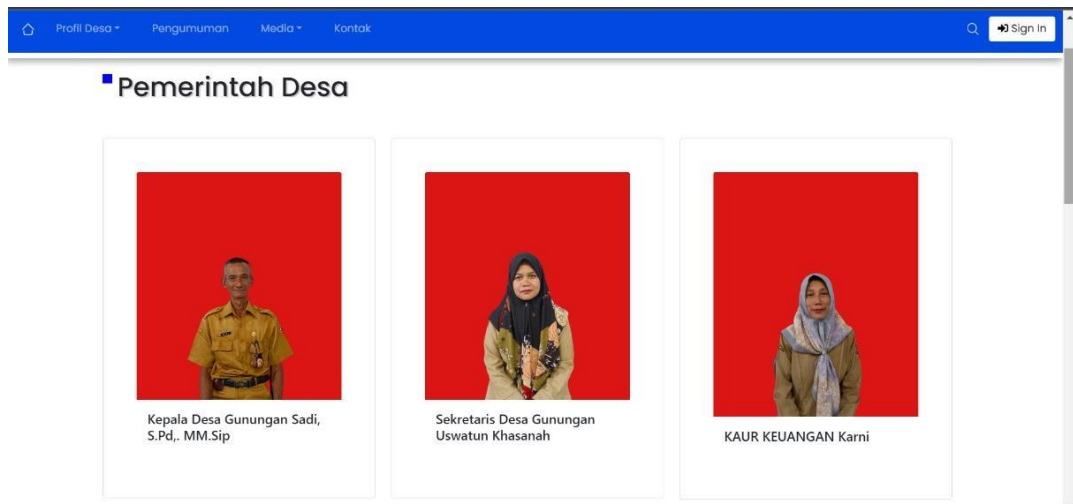 Profil Desa Pengumuman Media Kontak Sign In
Pemerintah Desa
Kepala Desa Gunungan Sadi,
S.Pd,. MM.Sip
Sekretaris Desa Gunungan
Uswatun Khasanah
KAUR KEUANGAN Karni